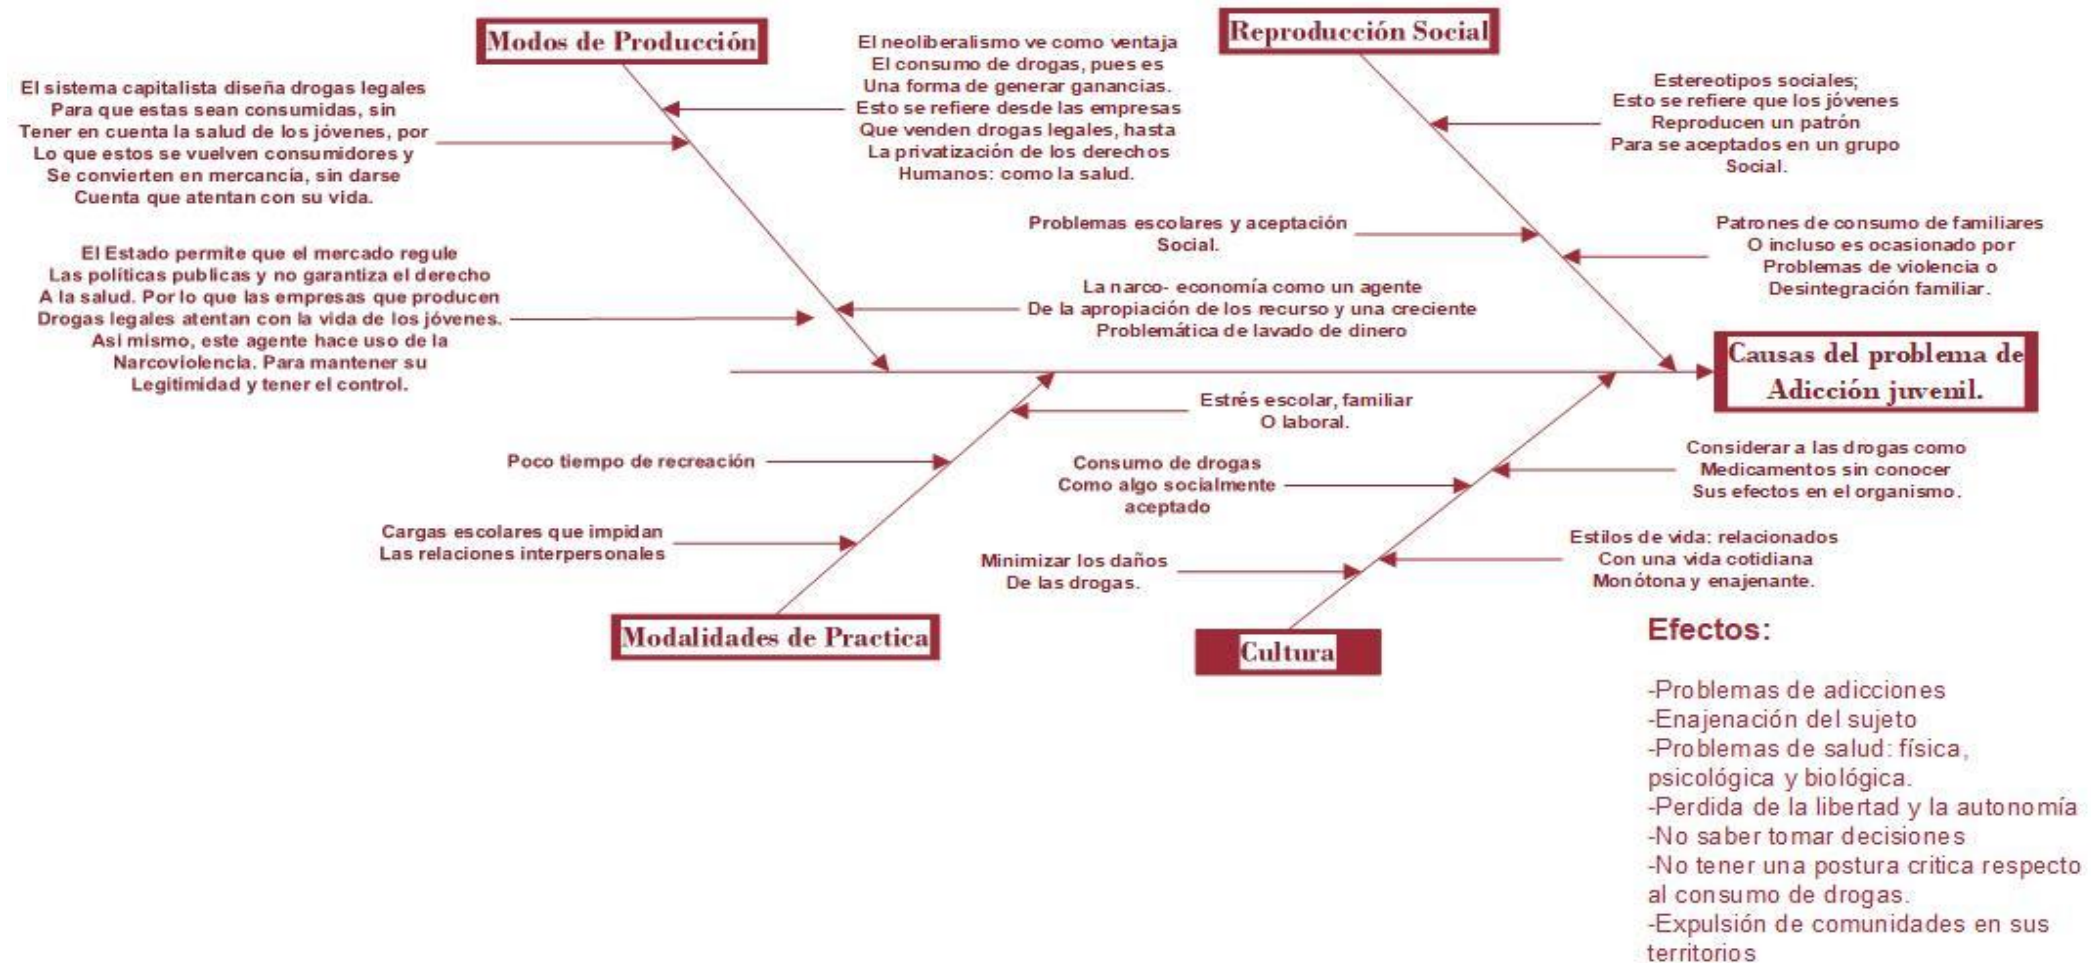 Modos de Producción
El sistema capitalista diseña drogas legales
Para que estas sean consumidas, sin
Tener en cuenta la salud de los jóvenes, por
Lo que estos se vuelven consumidores y
Se convierten en mercancía, sin darse
Cuenta que atentan con su vida.
El neoliberalismo ve como ventaja
El consumo de drogas, pues es
Una forma de generar ganancias.
Esto se refiere desde las empresas
Que venden drogas legales, hasta
La privatización de los derechos
Humanos: como la salud.
El Estado permite que el mercado regule
Las políticas publicas y no garantiza el derecho
A la salud. Por lo que las empresas que producen
Drogas legales atentan con la vida de los jóvenes.
Asi mismo, este agente hace uso de la
Narcoviolencia. Para mantener su
Legitimidad y tener el control.
La narco- economía como un agente
De la apropiación de los recurso y una creciente
Problemática de lavado de dinero
Reproducción Social
Estereotipos sociales;
Esto se refiere que los jóvenes
Reproducen un patrón
Para se aceptados en un grupo
Social.
Problemas escolares y aceptación
Social.
Patrones de consumo de familiares
O incluso es ocasionado por
Problemas de violencia o
Desintegración familiar.
Causas del problema de
Adicción juvenil.
Estrés escolar, familiar
O laboral.
Poco tiempo de recreación
Cargas escolares que impidan
Las relaciones interpersonales
Modalidades de Practica
Consumo de drogas
Como algo socialmente
aceptado
Considerar a las drogas como
Medicamentos sin conocer
Sus efectos en el organismo.
Minimizar los daños
De las drogas.
Estilos de vida: relacionados
Con una vida cotidiana
Monótona y enajenante.
Cultura
Efectos:
-Problemas de adicciones
-Enajenación del sujeto
-Problemas de salud: física,
psicológica y biológica.
-Perdida de la libertad y la autonomía
-No saber tomar decisiones
-No tener una postura critica respecto
al consumo de drogas.
-Expulsión de comunidades en sus
territorios